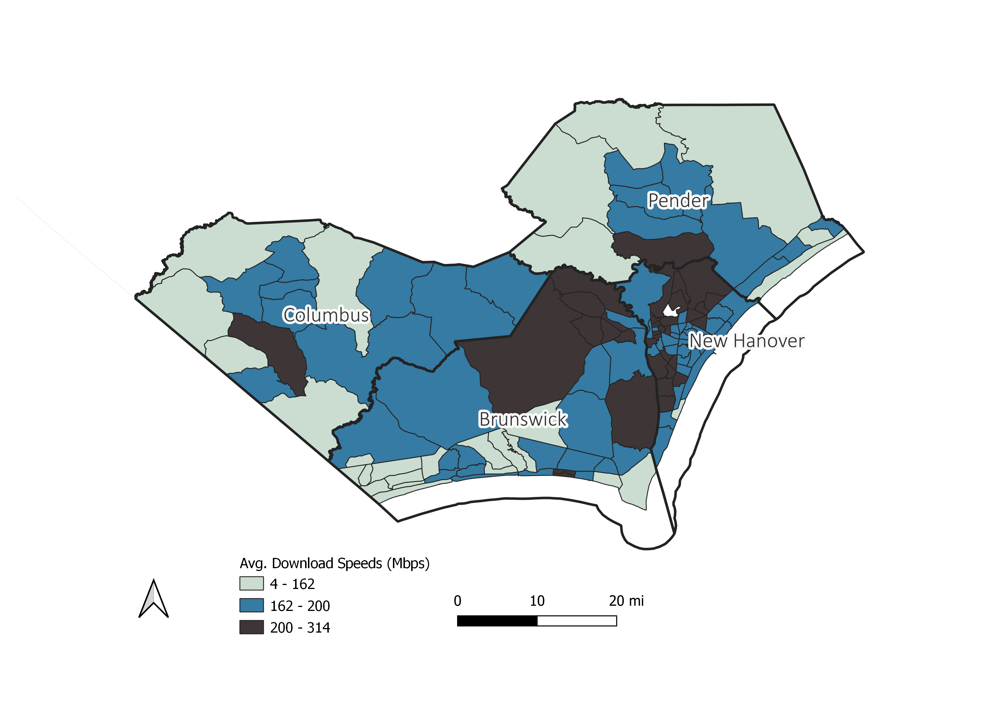 Pender
Columbus
New Hanover
Brunswick
Avg. Download Speeds (Mbps)
4 - 162
162 - 200
200 - 314
0 10 20 mi